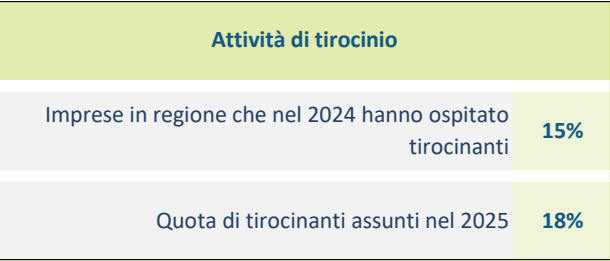 Attività di tirocinio
Imprese in regione che nel 2024 hanno ospitato
tirocinanti
15%
Quota di tirocinanti assunti nel 2025
18%